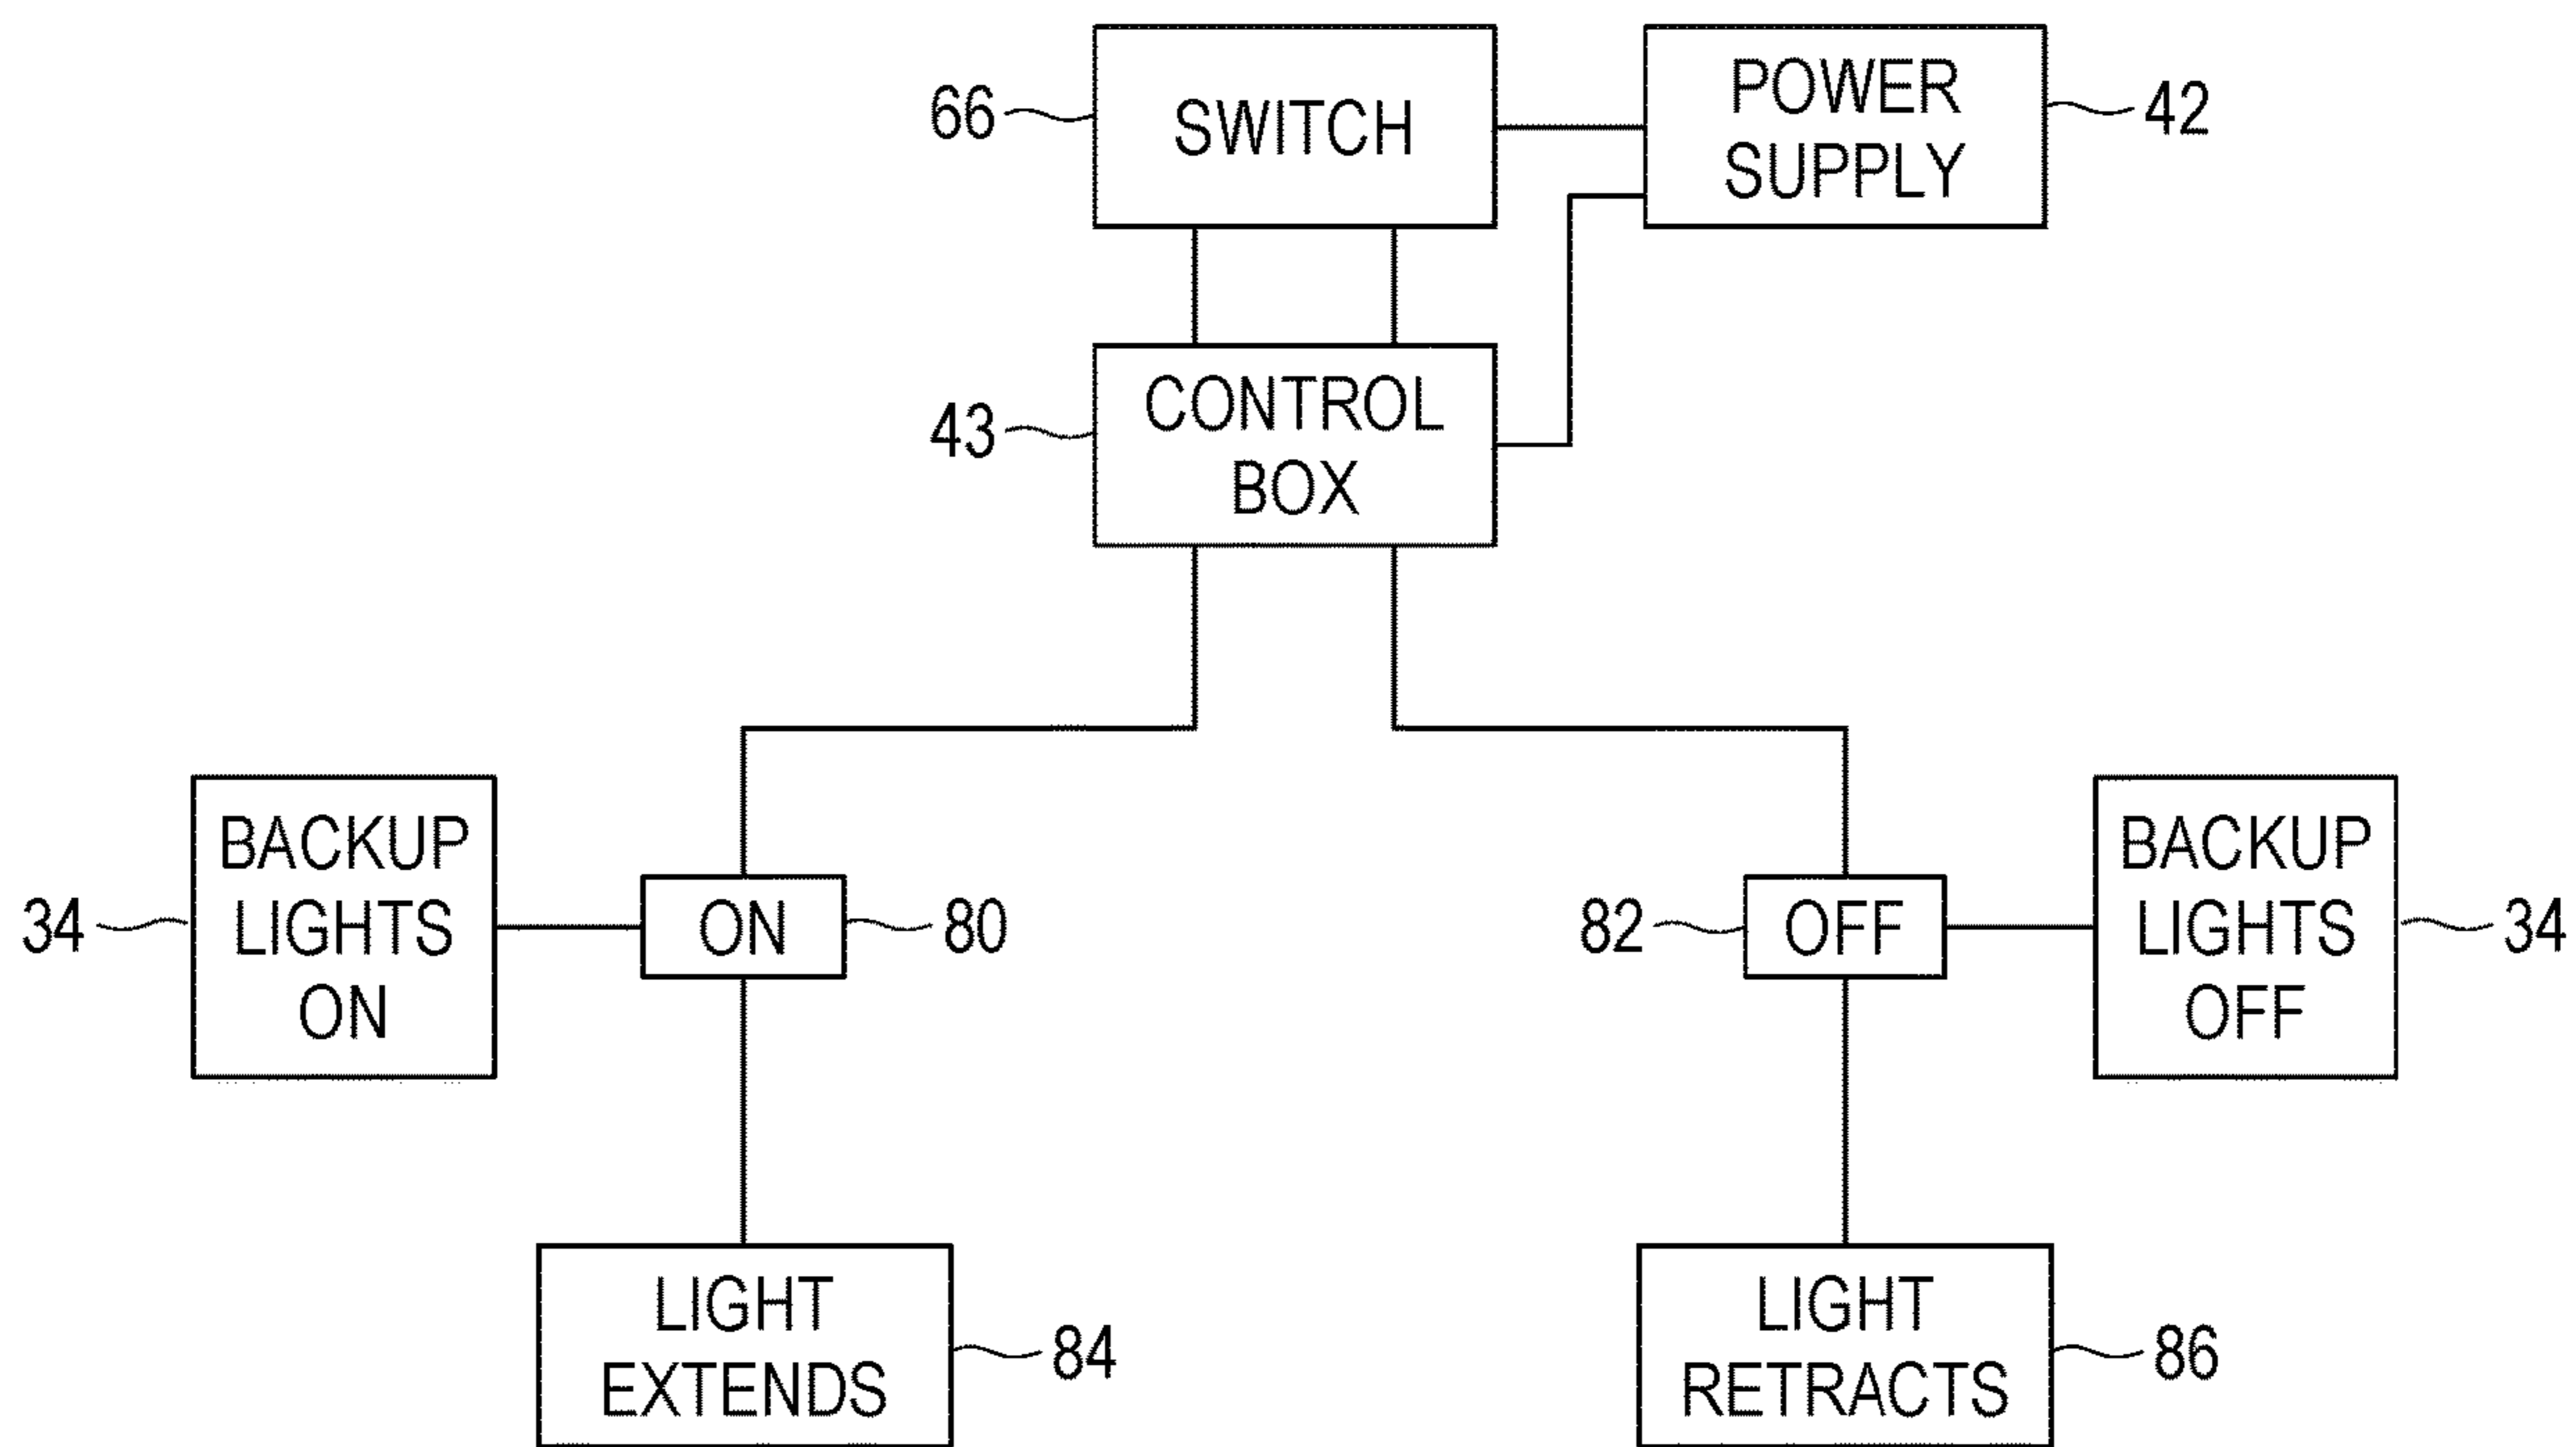 66
SWITCH
POWER
SUPPLY
42
43
CONTROL
BOX
34
BACKUP
LIGHTS
ON
ON
80
82
OFF
BACKUP
LIGHTS
OFF
34
LIGHT
EXTENDS
84
LIGHT
RETRACTS
86